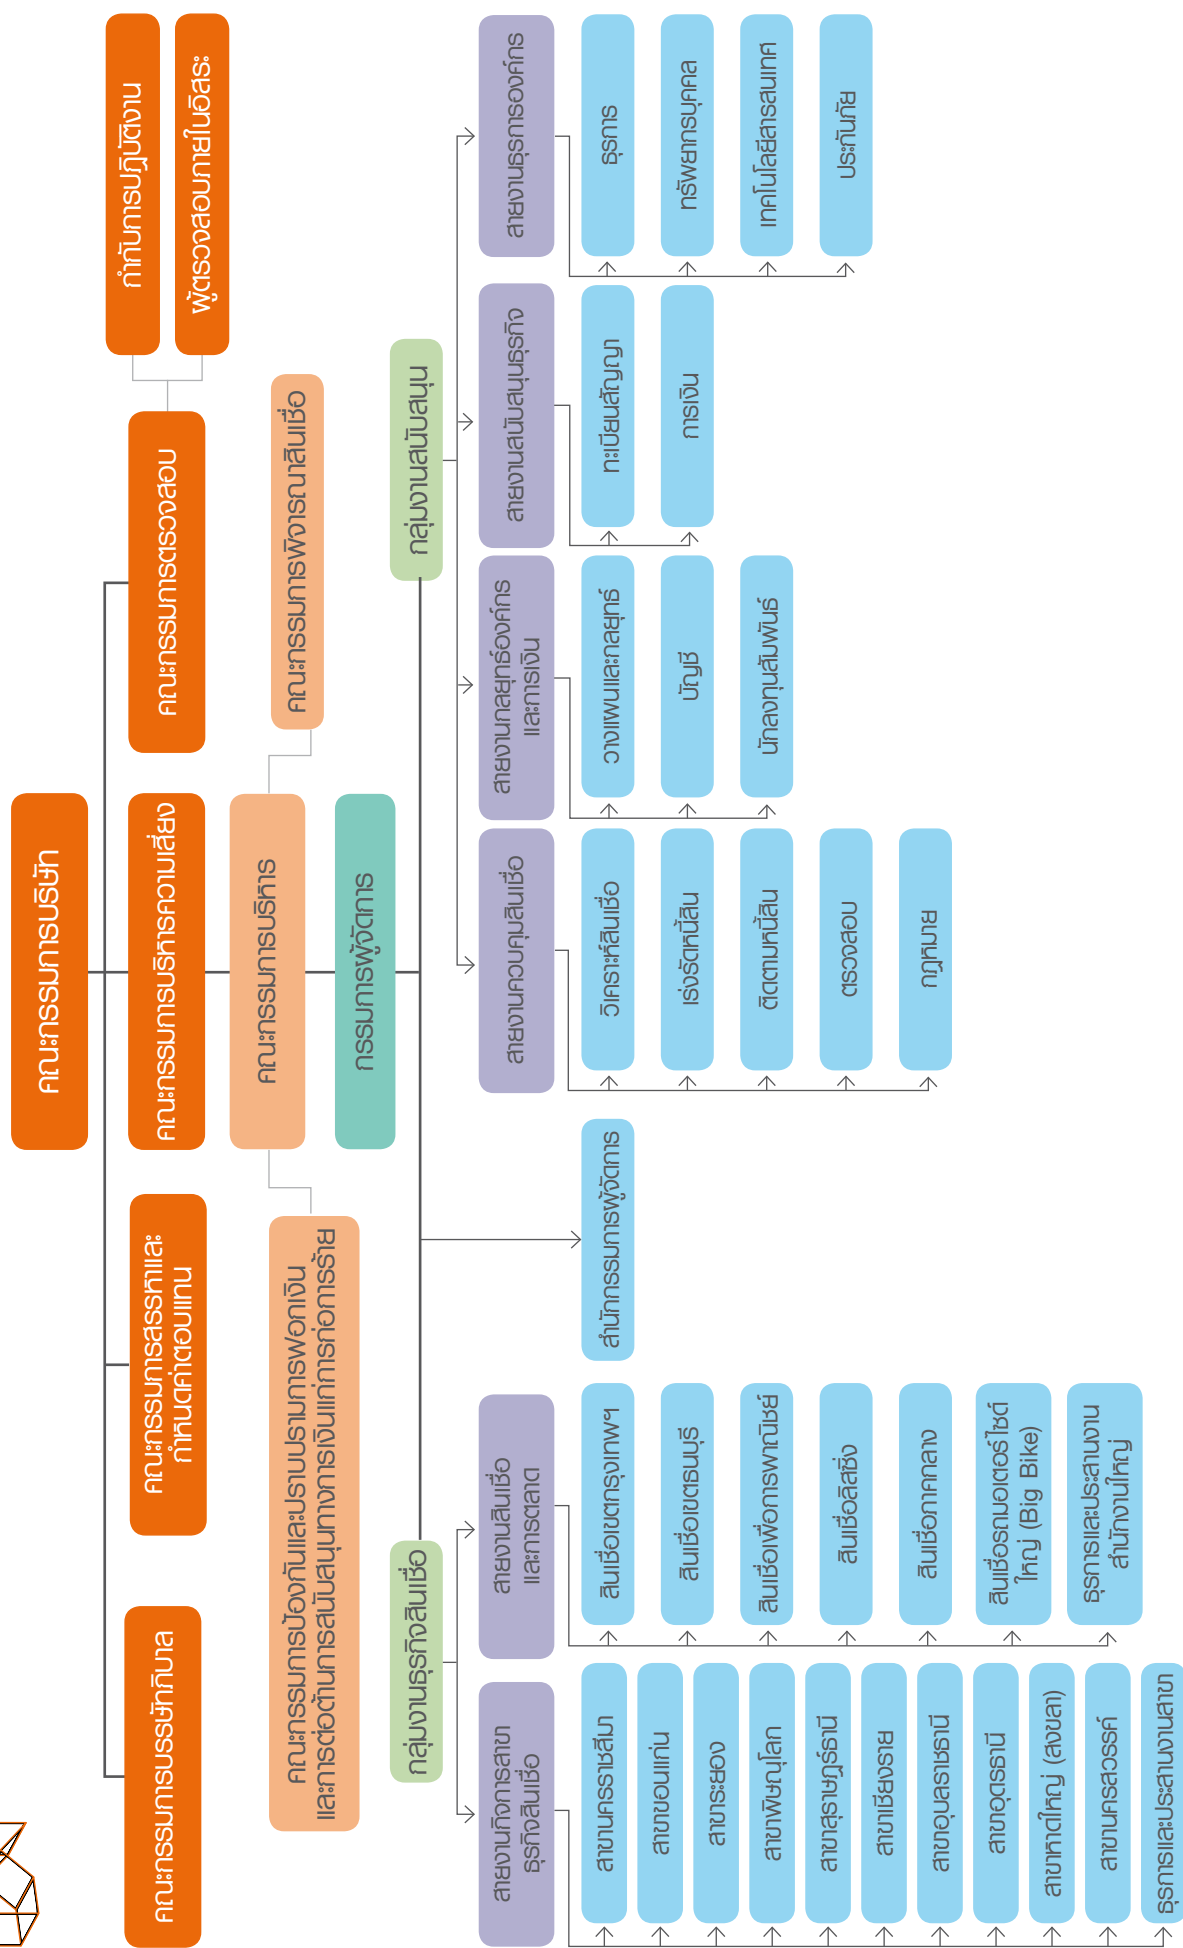 คณะกรรมการบริษัท
คณะกรรมการบรรษัทภิบาล
คณะกรรมการสรรหาและ
กำหนดค่าตอบแทน
คณะกรรมการบริหารความเสี่ยง
คณะกรรมการตรวจสอบ
กำกับการปฏิบัติงาน
ผู้ตรวจสอบภายในอิสระ
คณะกรรมการบริหาร
คณะกรรมการป้องกันและปราบปรามการฟอกเงิน
และการต่อต้านการสนับสนุนทางการเงินแก่การก่อการร้าย
คณะกรรมการพิจารณาสินเชื่อ
กรรมการผู้จัดการ
กลุ่มงานธุรกิจสินเชื่อ
กลุ่มงานสนับสนุน
สายงานกิจการสาขา
ธุรกิจสินเชื่อ
สาขานครราชสีมา
สาขาขอนแก่น
สาขาระยอง
สาขาพิษณุโลก
สาขาสุราษฎร์ธานี
สาขาเชียงราย
สาขาอุบลราชธานี
สาขาอุดรธานี
สาขาหาดใหญ่ (สงขลา)
สาขานครสวรรค์
ธุรการและประสานงานสาขา
สายงานสินเชื่อ
และการตลาด
สินเชื่อเขตกรุงเทพฯ
สินเชื่อเขตธนบุรี
สินเชื่อเพื่อการพาณิชย์
สินเชื่อลิสซิ่ง
สินเชื่อภาคกลาง
สินเชื่อรถมอเตอร์ไซด์
ใหญ่ (Big Bike)
ธุรการและประสานงาน
สำนักงานใหญ่
สำนักกรรมการผู้จัดการ
สายงานควบคุมสินเชื่อ
วิเคราะห์สินเชื่อ
เร่งรัดหนี้สิน
ติดตามหนี้สิน
ตรวจสอบ
กฎหมาย
สายงานกลยุทธ์องค์กร
และการเงิน
วางแผนและกลยุทธ์
บัญชี
นักลงทุนสัมพันธ์
สายงานสนับสนุนธุรกิจ
ทะเบียนสัญญา
การเงิน
สายงานธุรการองค์กร
ธุรการ
ทรัพยากรบุคคล
เทคโนโลยีสารสนเทศ
ประกันภัย